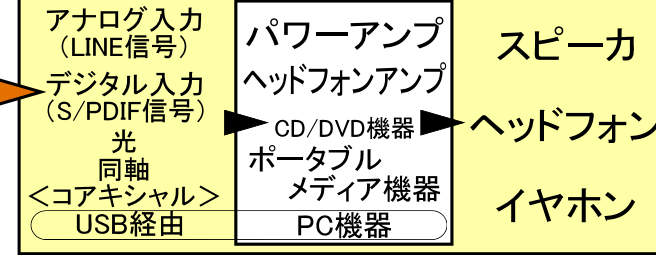 アナログ入力
(LINE信号)
デジタル入力
(S/PDIF信号)
光
同軸
<コアキシャル>
USB経由
パワーアンプ
ヘッドフォンアンプ
CD/DVD機器
ポータブル
メディア機器
PC機器
スピーカ
ヘッドフォン
イヤホン